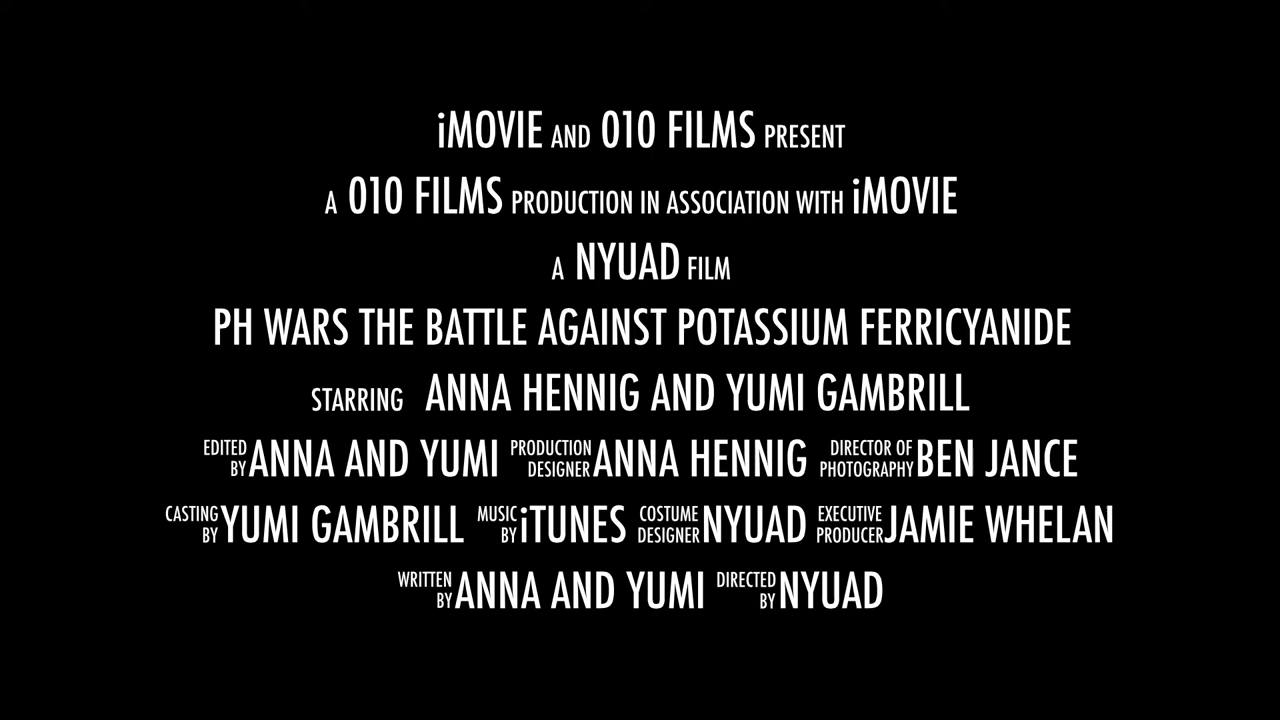 iMOVIE AND 010 FILMS PRESENT
A 010 FILMS PRODUCTION IN ASSOCIATION WITH iMOVIE
A NYUAD FILM
PH WARS THE BATTLE AGAINST POTASSIUM FERRICYANIDE
STARRING ANNA HENNIG AND YUMI GAMBRILL
EDITED BY ANNA AND YUMI PRODUCTION DESIGNER ANNA HENNIG DIRECTOR OF PHOTOGRAPHY BEN JANCE
CASTING BY YUMI GAMBRILL MUSIC BY iTUNES COSTUME DESIGNER NYUAD EXECUTIVE PRODUCER JAMIE WHELAN
WRITTEN BY ANNA AND YUMI DIRECTED BY NYUAD